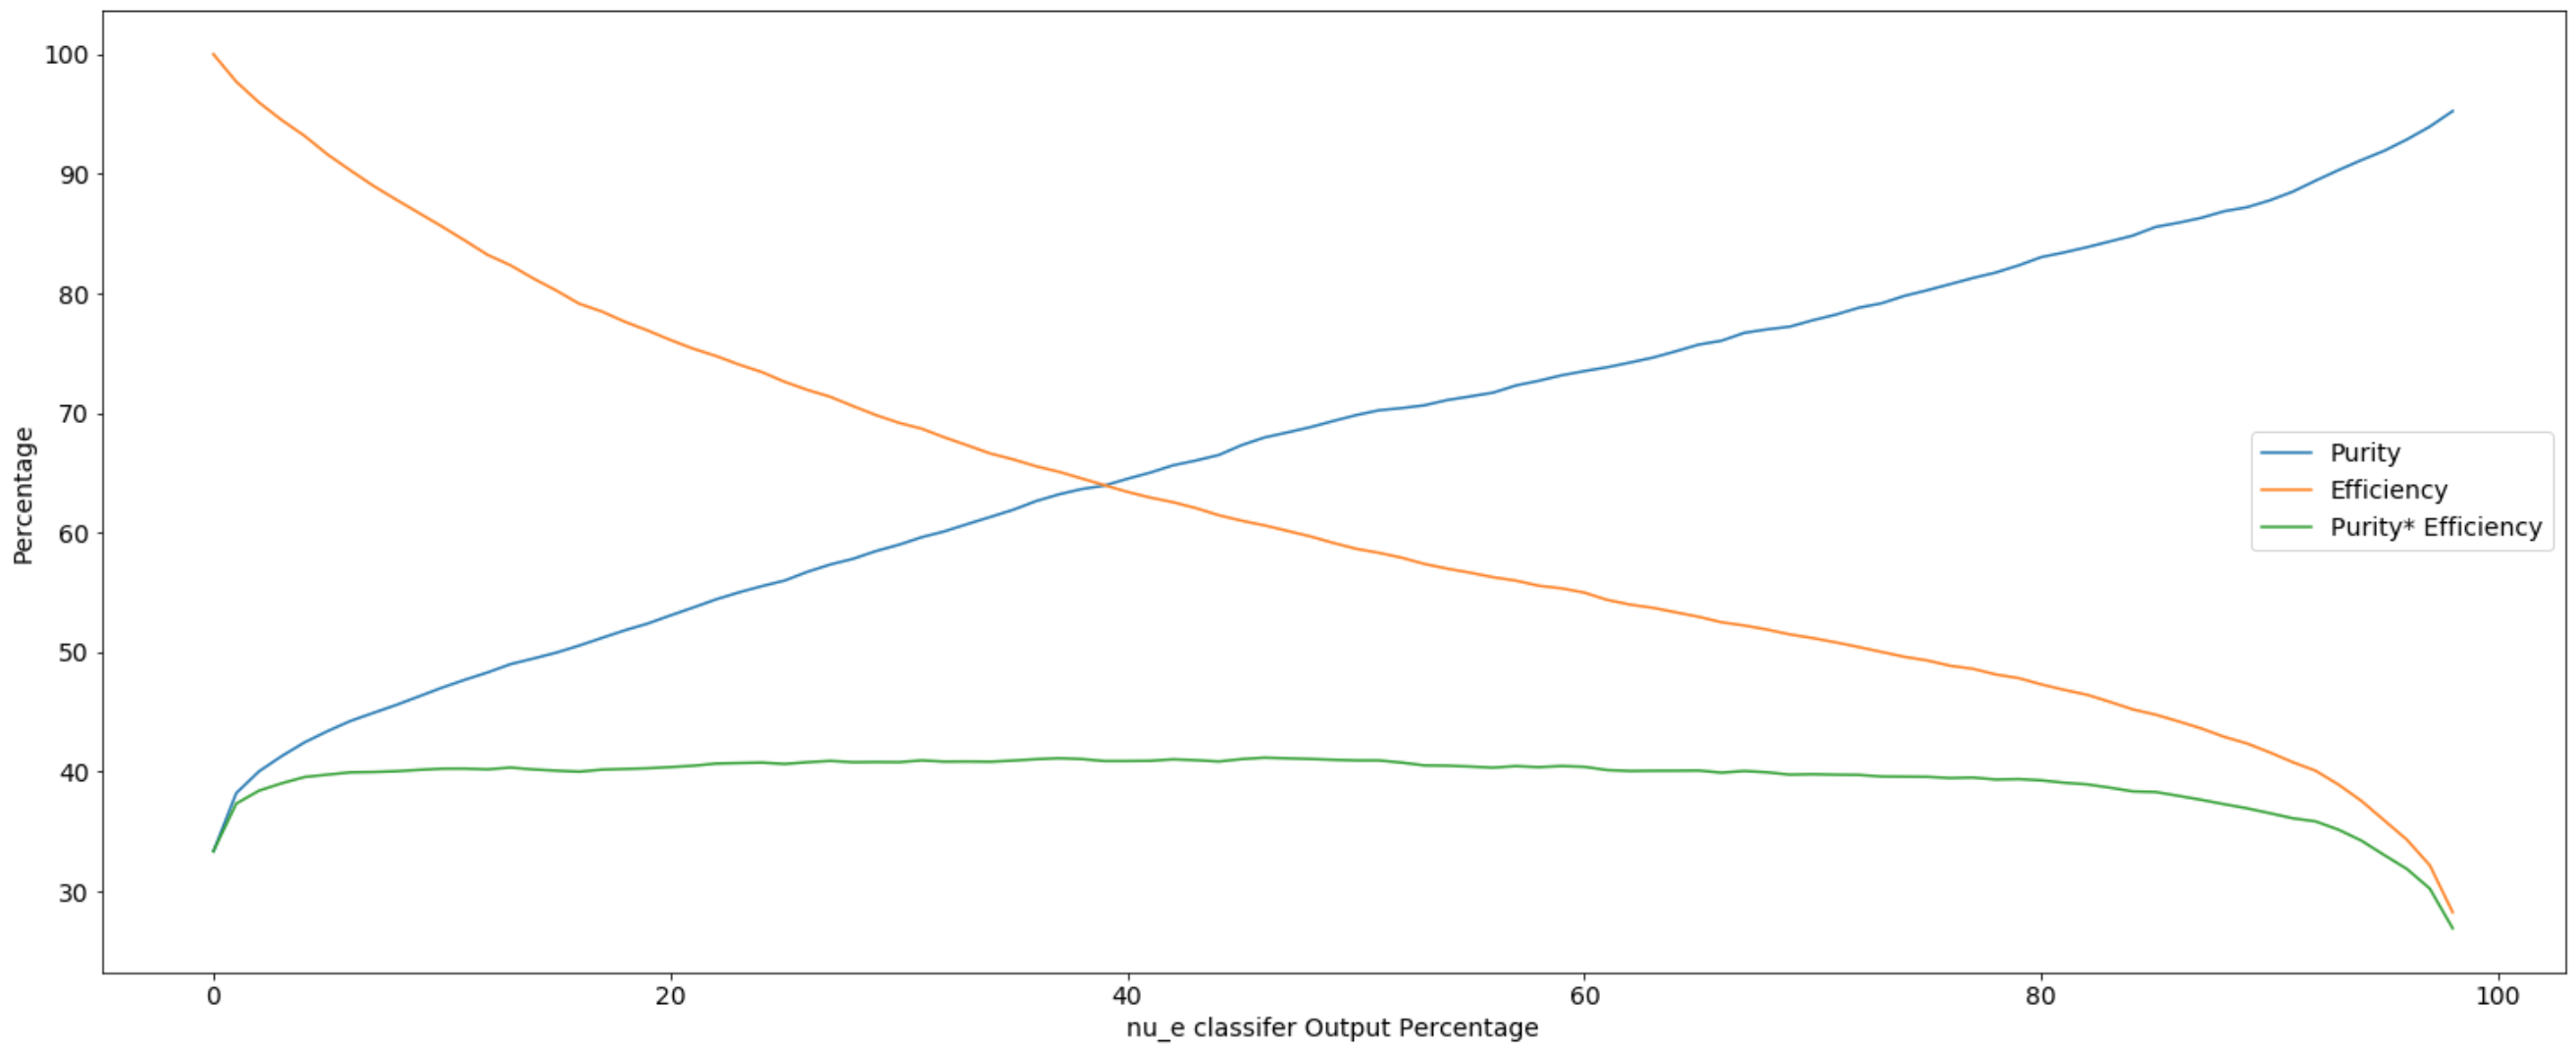 100
90
80
70
60
50
40
30
Percentage
Purity
Efficiency
Purity* Efficiency
0 20 40 60 80 100
nu_e classifer Output Percentage